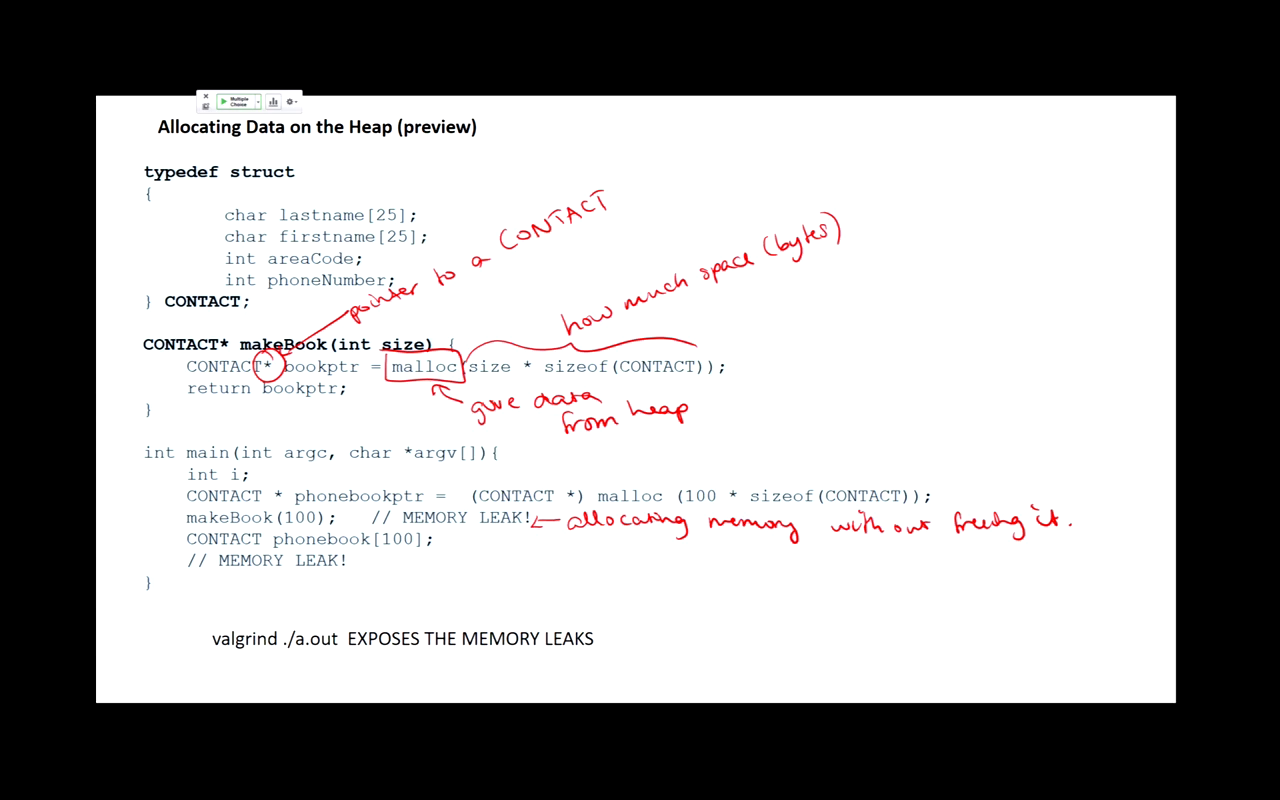 Multiple
Choice
Allocating Data on the Heap (preview)
typedef struct
{
char lastname[25];
char firstname[25];
int areaCode;
int phoneNumber;
} CONTACT;
pointer to a CONTACT
how much space (bytes)
CONTACT* makeBook(int size) {
CONTACT* bookptr = malloc(size * sizeof(CONTACT));
return bookptr;
}
give data
from heap
int main(int argc, char *argv[]){
int i;
CONTACT * phonebookptr = (CONTACT *) malloc (100 * sizeof(CONTACT));
makeBook(100); // MEMORY LEAK! allocating memory without freeing it.
CONTACT phonebook[100];
// MEMORY LEAK!
}
valgrind ./a.out EXPOSES THE MEMORY LEAKS